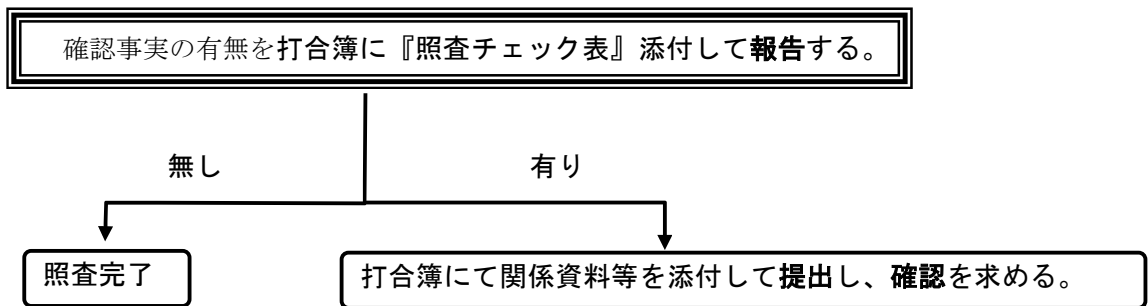 確認事実の有無を打合簿に『照査チェック表』添付して報告する。
無し
有り
照査完了
打合簿にて関係資料等を添付して提出し、確認を求める。